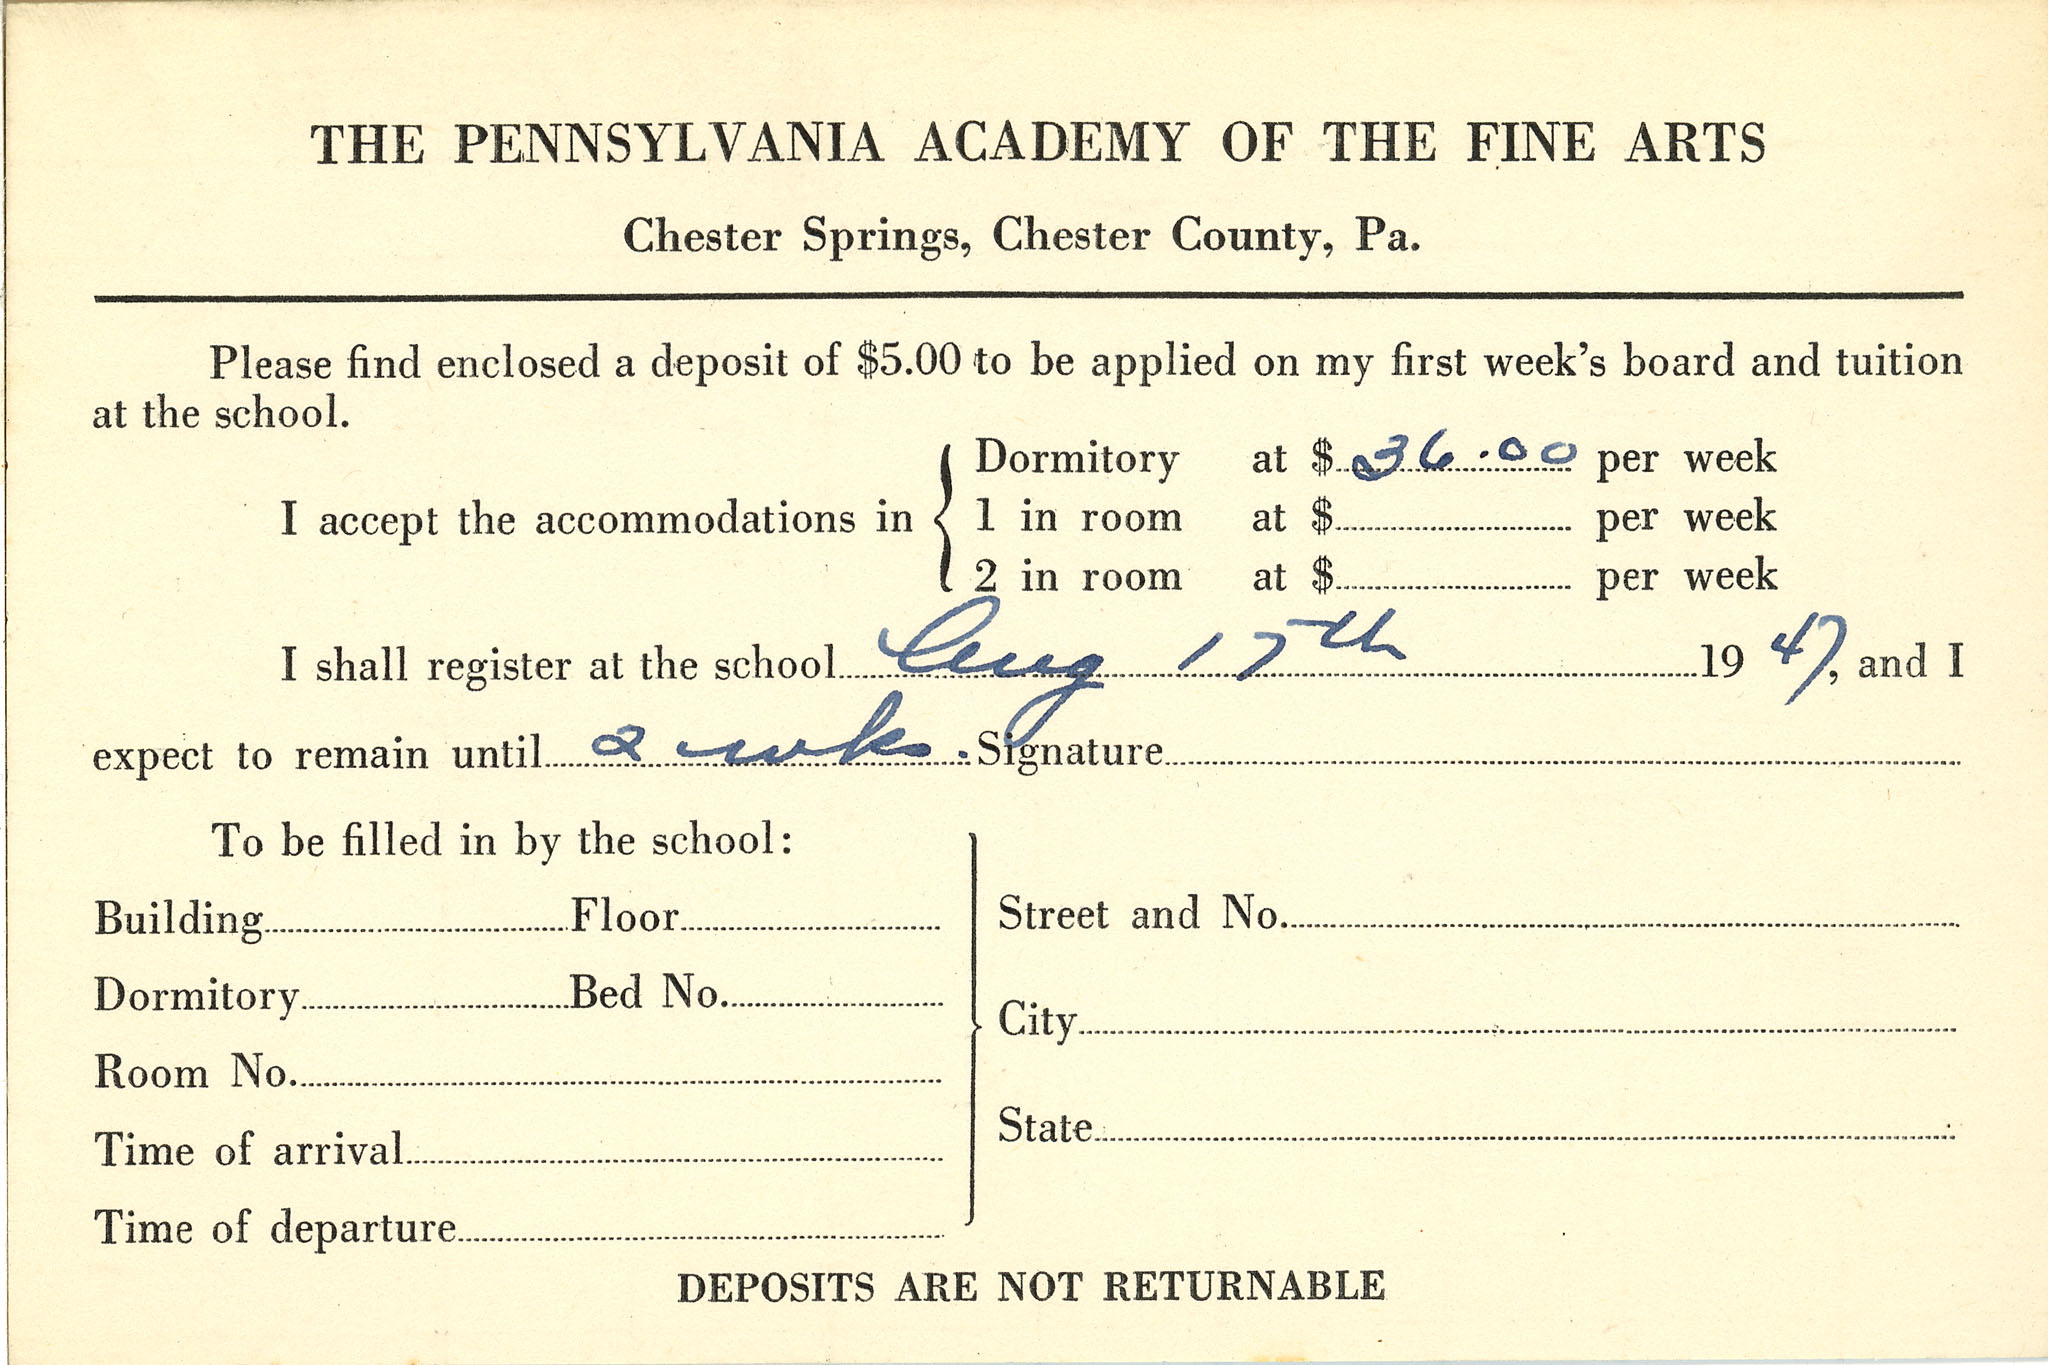 THE PENNSYLVANIA ACADEMY OF THE FINE ARTS
Chester Springs, Chester County, Pa.
Please find enclosed a deposit of $5.00 to be applied on my first week's board and tuition
at the school.
Dormitory at $ 36.00 per week
I accept the accommodations in 1 in room at $ per week
2 in room at $ per week
I shall register at the school Aug 17th 19 47, and I
expect to remain until 2 wks. Signature
To be filled in by the school:
Building Floor
Street and No.
Dormitory Bed No.
City
Room No.
State
Time of arrival
Time of departure
DEPOSITS ARE NOT RETURNABLE